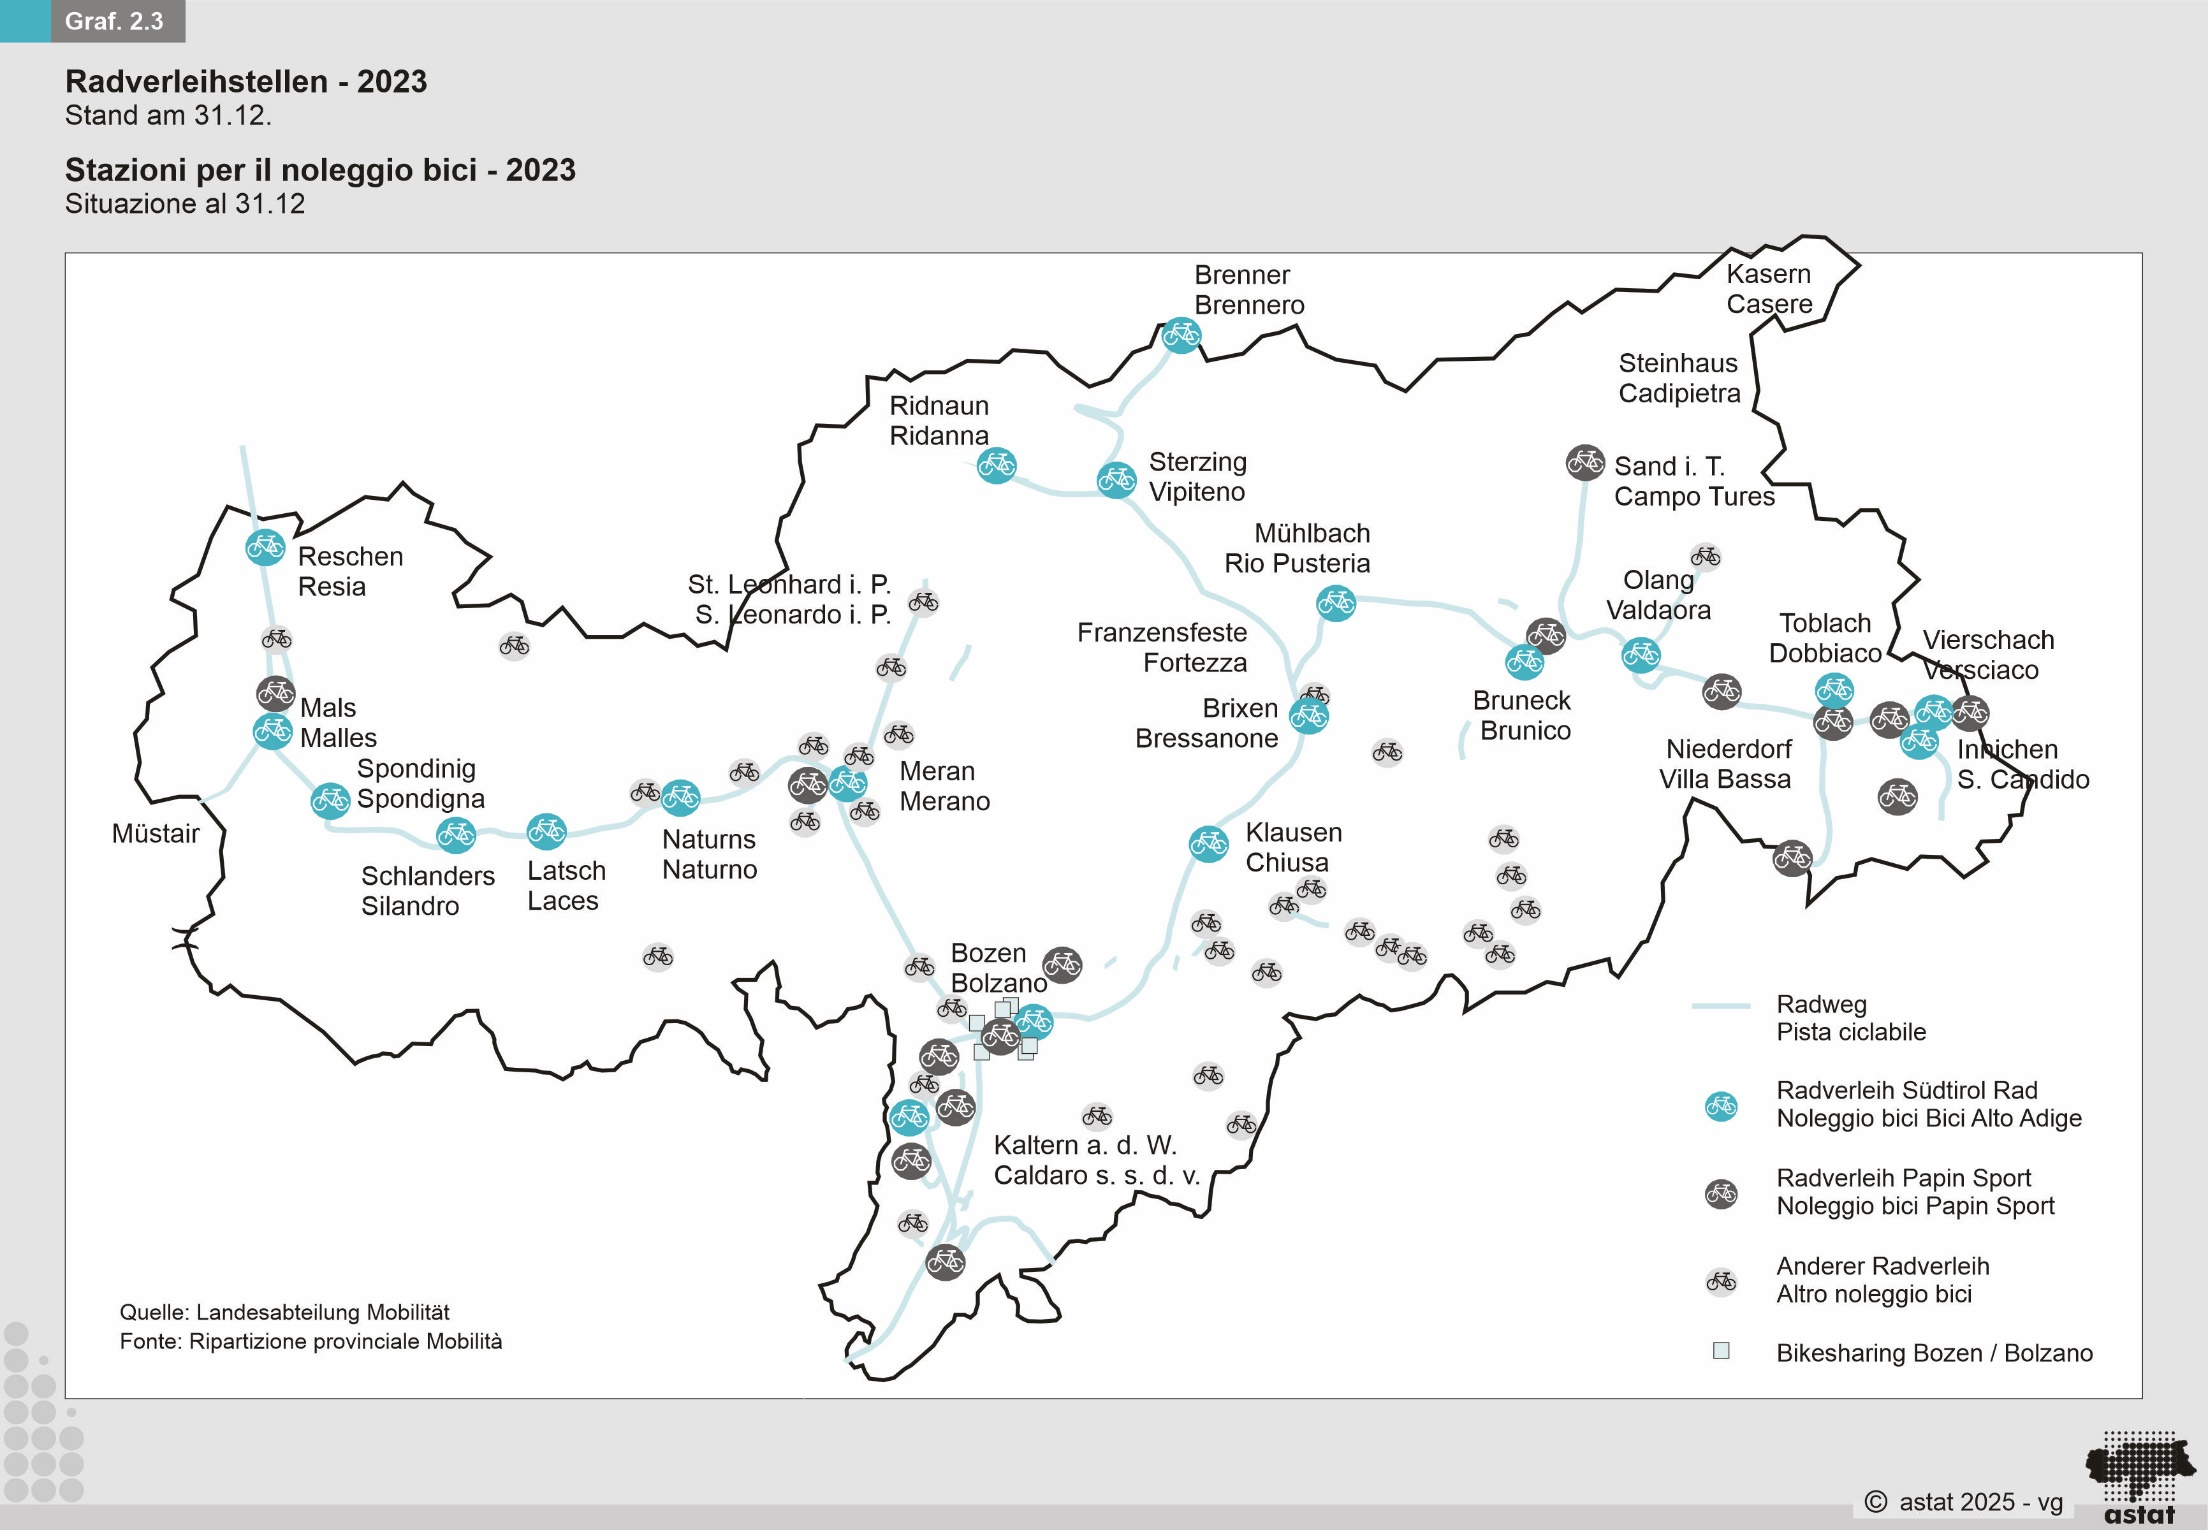 Graf. 2.3
Radverleihstellen - 2023
Stand am 31.12.
Stazioni per il noleggio bici - 2023
Situazione al 31.12
Brenner
Brennero
Kasern
Casere
Steinhaus
Cadipietra
Ridnaun
Ridanna
Sterzing
Vipiteno
Sand i. T.
Campo Tures
Mühlbach
Rio Pusteria
Reschen
Resia
St. Leonhard i. P.
S. Leonardo i. P.
Olang
Valdaora
Toblach
Dobbiaco
Vierschach
Versciaco
Franzensfeste
Fortezza
Mals
Malles
Brixen
Bressanone
Bruneck
Brunico
Niederdorf
Villa Bassa
Innichen
S. Candido
Spondinig
Spondigna
Meran
Merano
Müstair
Naturns
Naturno
Klausen
Chiusa
Schlanders
Silandro
Latsch
Laces
Bozen
Bolzano
Kaltern a. d. W.
Caldaro s. s. d. v.
Radweg
Pista ciclabile
Radverleih Südtirol Rad
Noleggio bici Bici Alto Adige
Radverleih Papin Sport
Noleggio bici Papin Sport
Anderer Radverleih
Altro noleggio bici
Bikesharing Bozen / Bolzano
Quelle: Landesabteilung Mobilität
Fonte: Ripartizione provinciale Mobilità
© astat 2025 - vg
astat